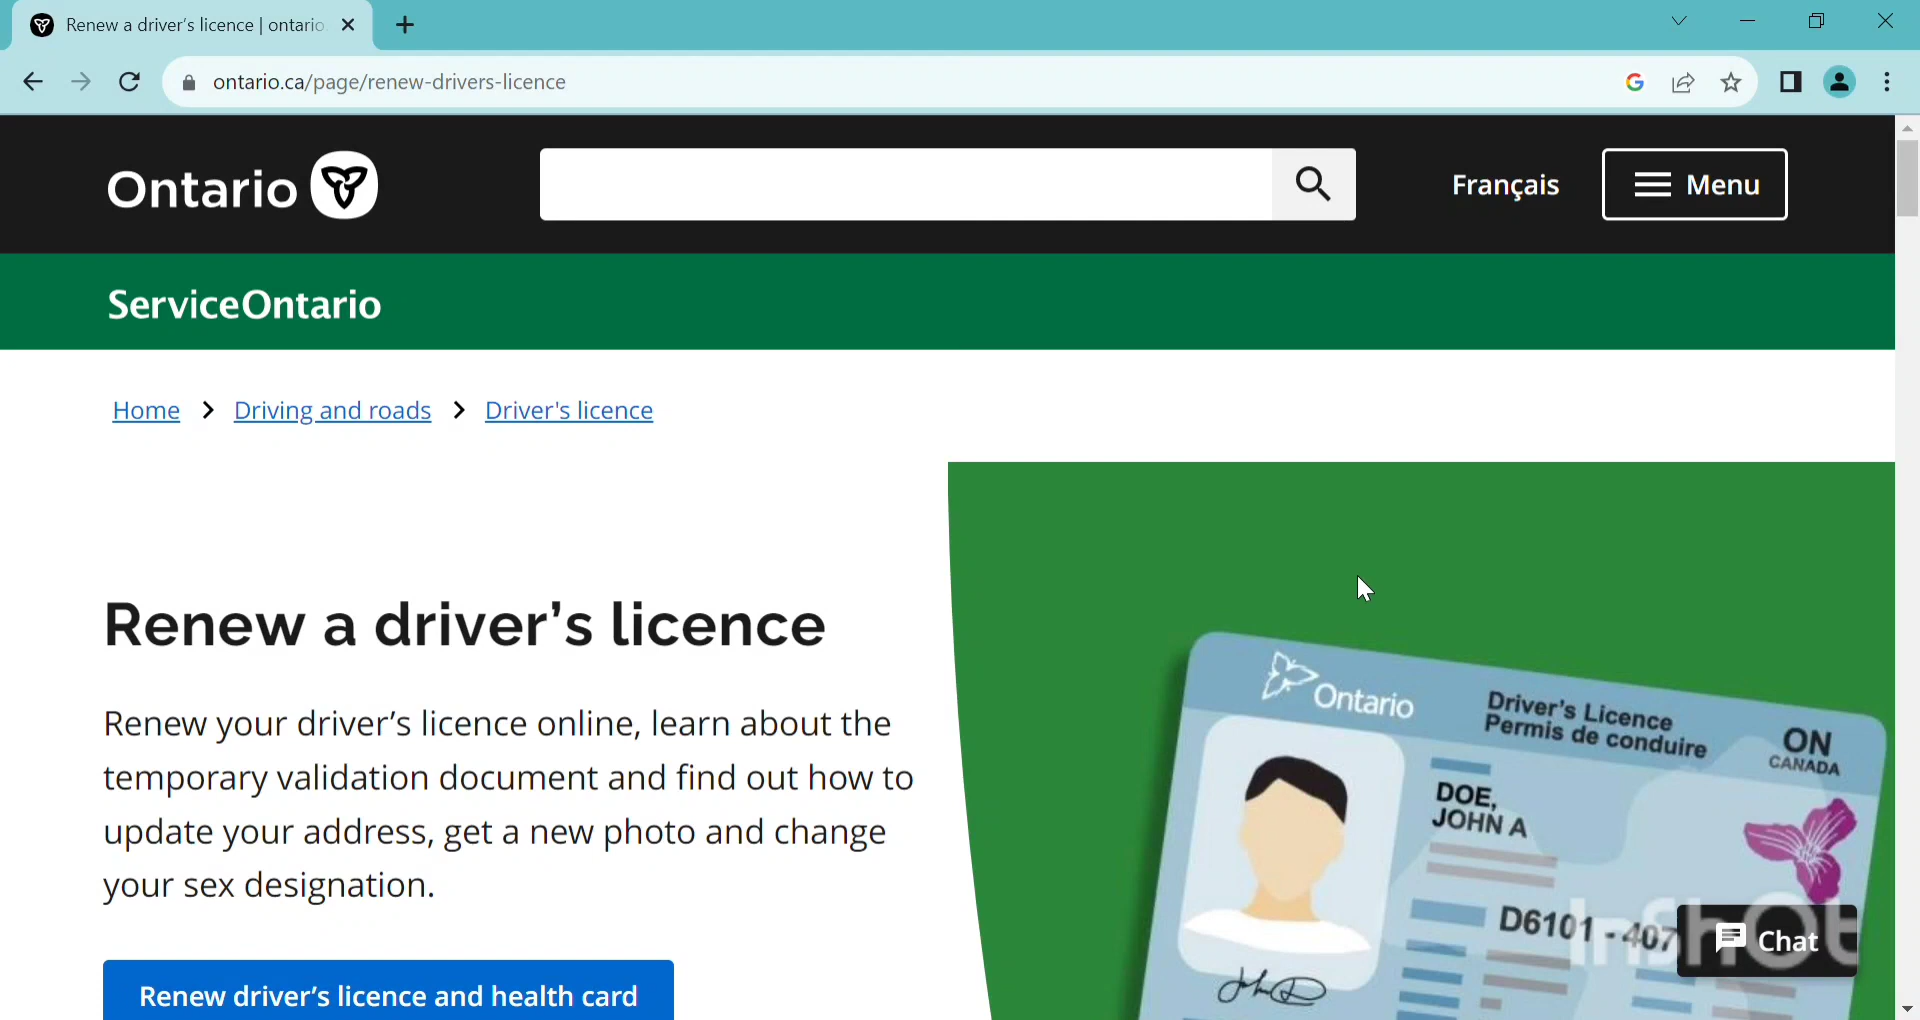 Renew a driver's licence | ontario.
ontario.ca/page/renew-drivers-licence
Ontario
Français
Menu
ServiceOntario
Home > Driving and roads > Driver's licence
Renew a driver's licence
Renew your driver's licence online, learn about the
temporary validation document and find out how to
update your address, get a new photo and change
your sex designation.
Renew driver's licence and health card
Ontario
Driver's Licence
Permis de conduire
ON
CANADA
DOE,
JOHN A
D6101 - 407
InShOt
Chat